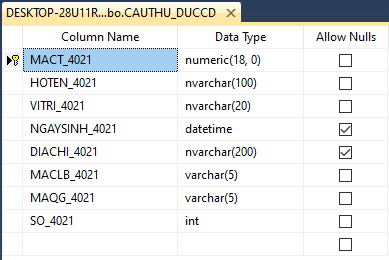 DESKTOP-28U11R...bo.CAUTHU_DUCCD
Column Name Data Type Allow Nulls
MACT_4021 numeric(18, 0)
HOTEN_4021 nvarchar(100)
VITRI_4021 nvarchar(20)
NGAYSINH_4021 datetime
DIACHI_4021 nvarchar(200)
MACLB_4021 varchar(5)
MAQG_4021 varchar(5)
SO_4021 int